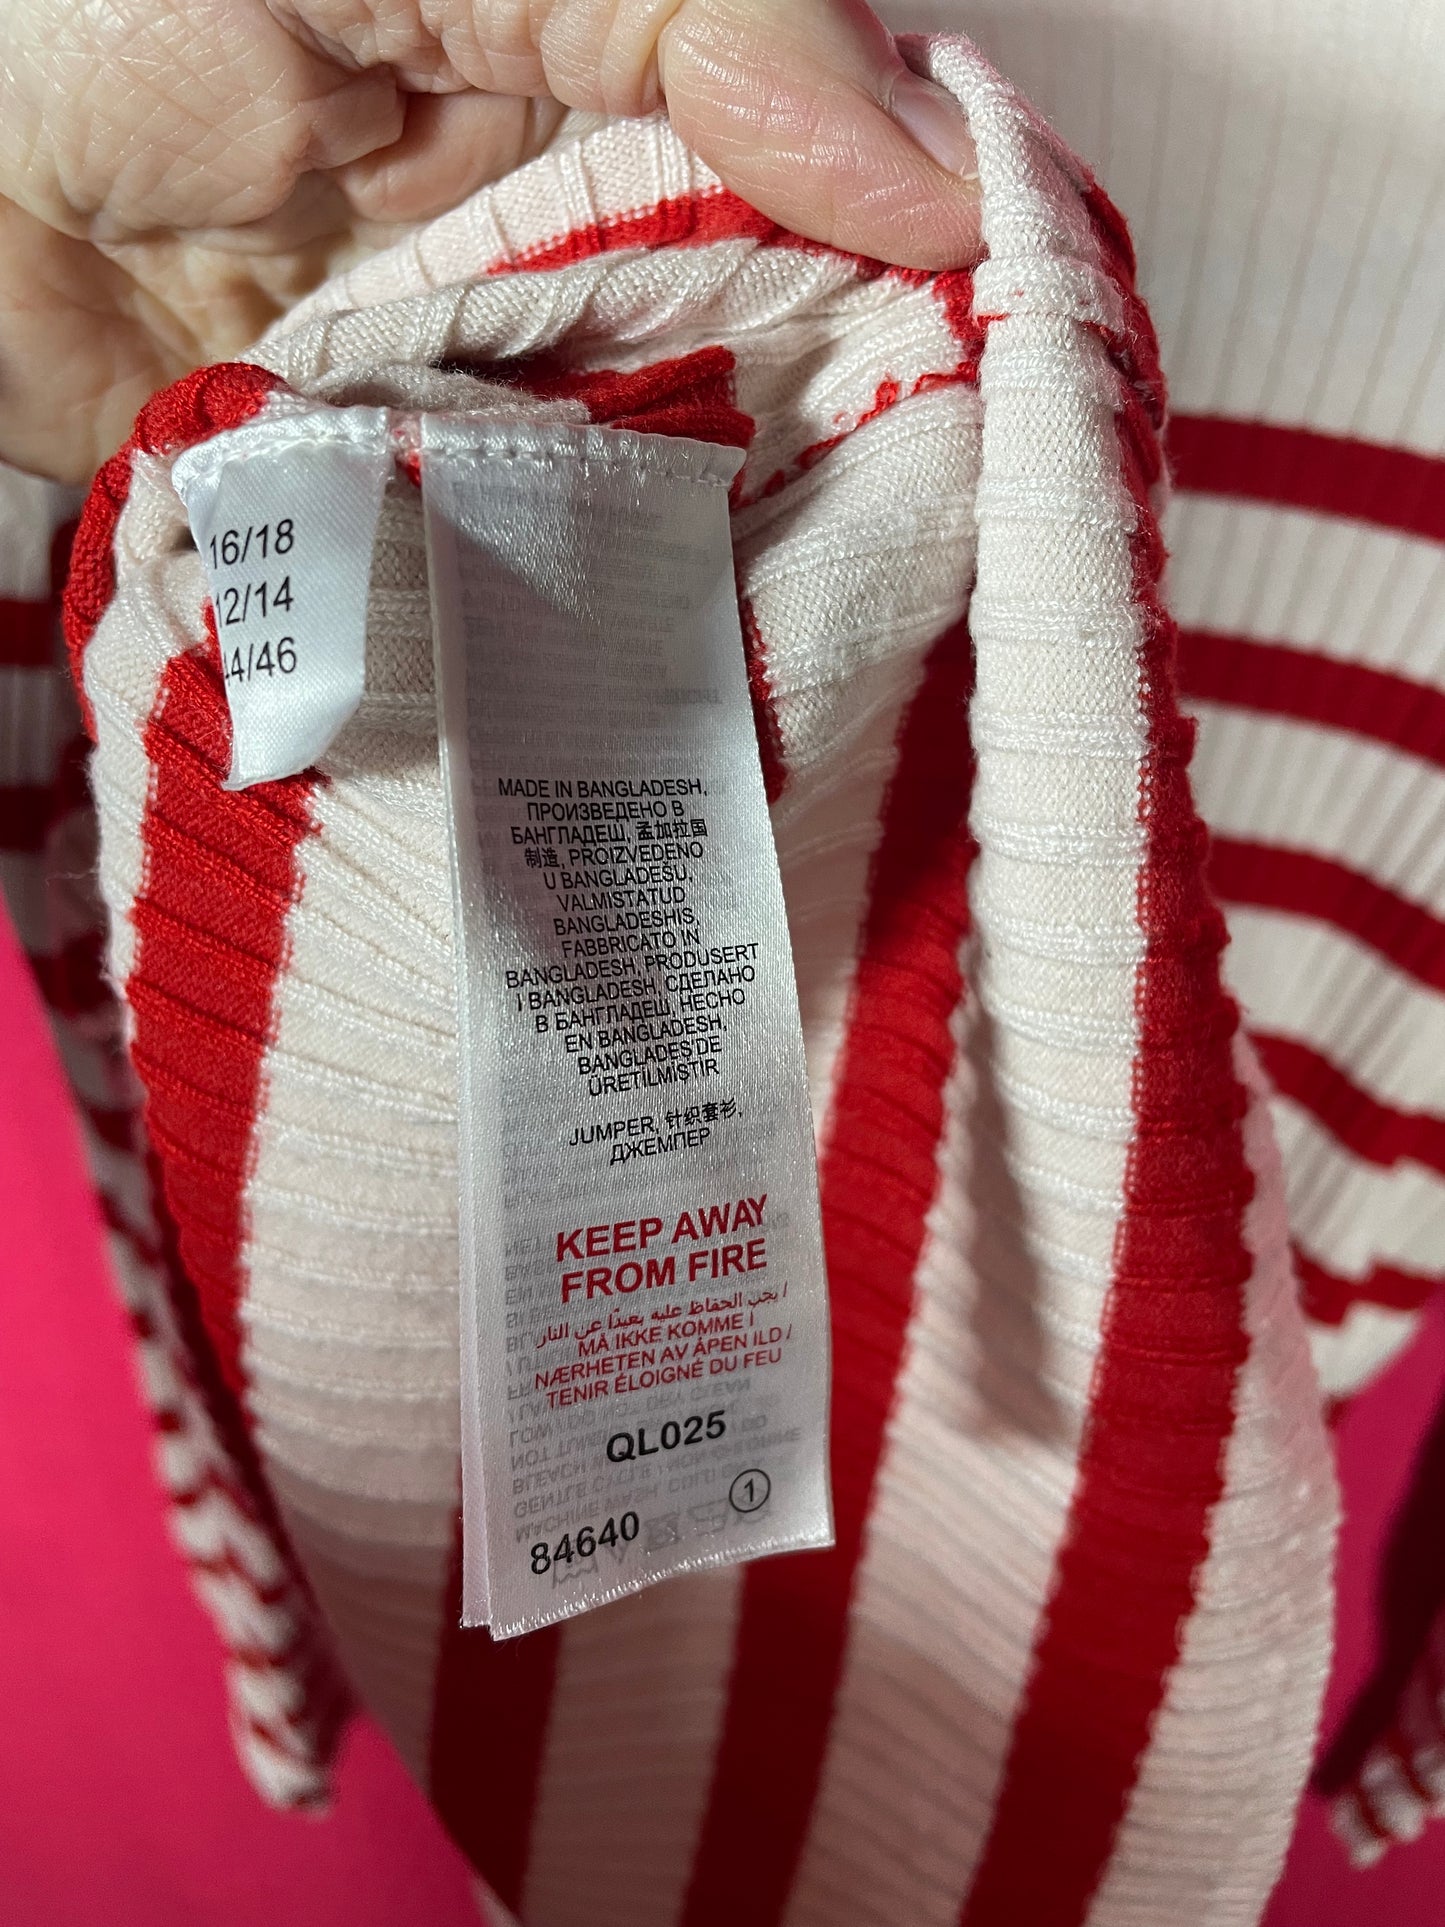 16/18
12/14
44/46
MADE IN BANGLADESH,
ПРОИЗВЕДЕНО В
БАНГЛАДЕШ, 孟加拉国
制造, PROIZVEDENO
U BANGLADEŠU,
VALMISTATUD
BANGLADESHIS,
FABBRICATO IN
BANGLADESH, PRODUSERT
I BANGLADESH, СДЕЛАНО
В БАНГЛАДЕШ, HECHO
EN BANGLADESH,
BANGLADEŞ'DE
ÜRETİLMİŞTİR
JUMPER, 针织套衫,
ДЖЕМПЕР
KEEP AWAY
FROM FIRE
يجب الحفاظ عليه بعيداً عن النار /
MÅ IKKE KOMME I
NÆRHETEN AV ÅPEN ILD /
TENIR ÉLOIGNÉ DU FEU
QL025
1
84640